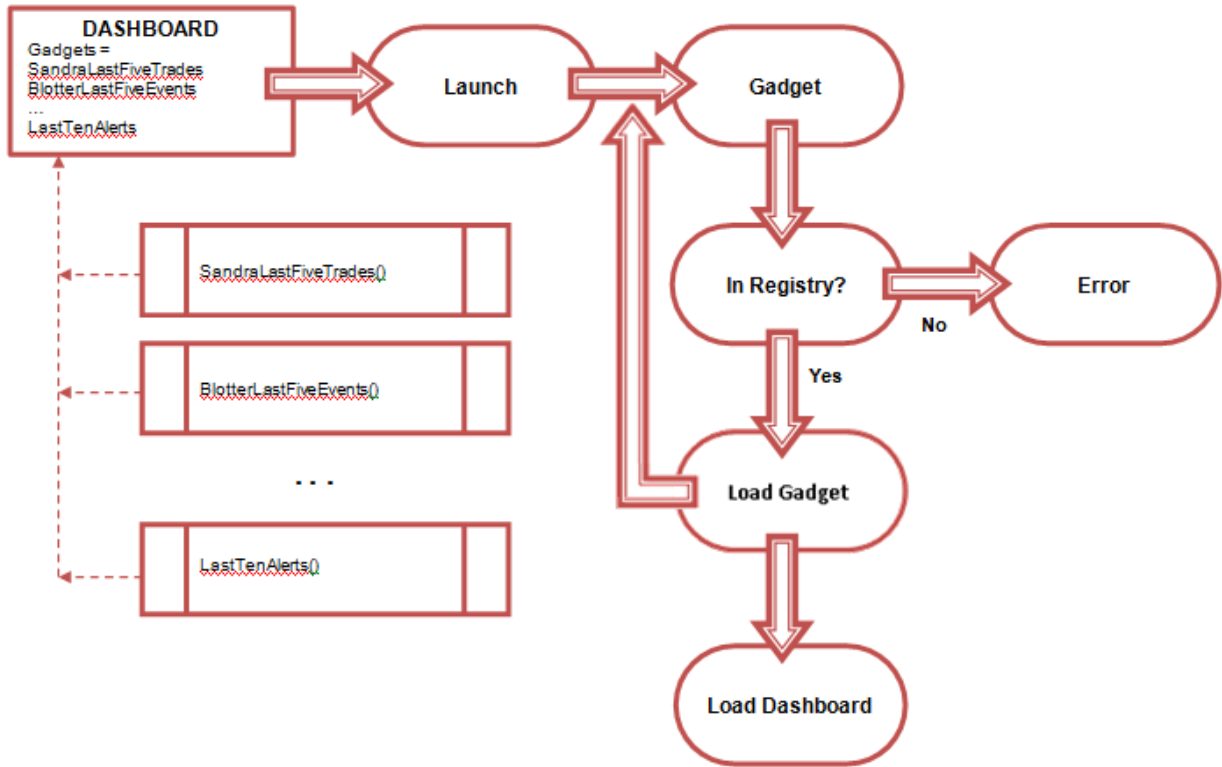 DASHBOARD
Gadgets =
SandraLastFiveTrades
BlotterLastFiveEvents
...
LastTenAlerts
Launch
Gadget
SandraLastFiveTrades()
In Registry?
Error
No
BlotterLastFiveEvents()
Yes
. . .
Load Gadget
LastTenAlerts()
Load Dashboard